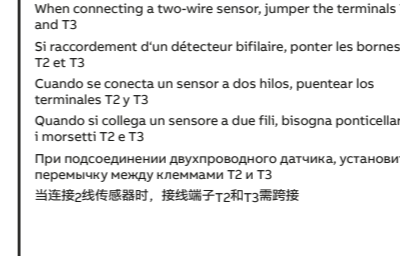 When connecting a two-wire sensor, jumper the terminals
and T3
Si raccordement d'un détecteur bifilaire, ponter les bornes
T2 et T3
Cuando se conecta un sensor a dos hilos, puentear los
terminales T2 y T3
Quando si collega un sensore a due fili, bisogna ponticellar
i morsetti T2 e T3
При подсоединении двухпроводного датчика, установи
перемычку между клеммами T2 и T3
当连接2线传感器时，接线端子T2和T3需跨接